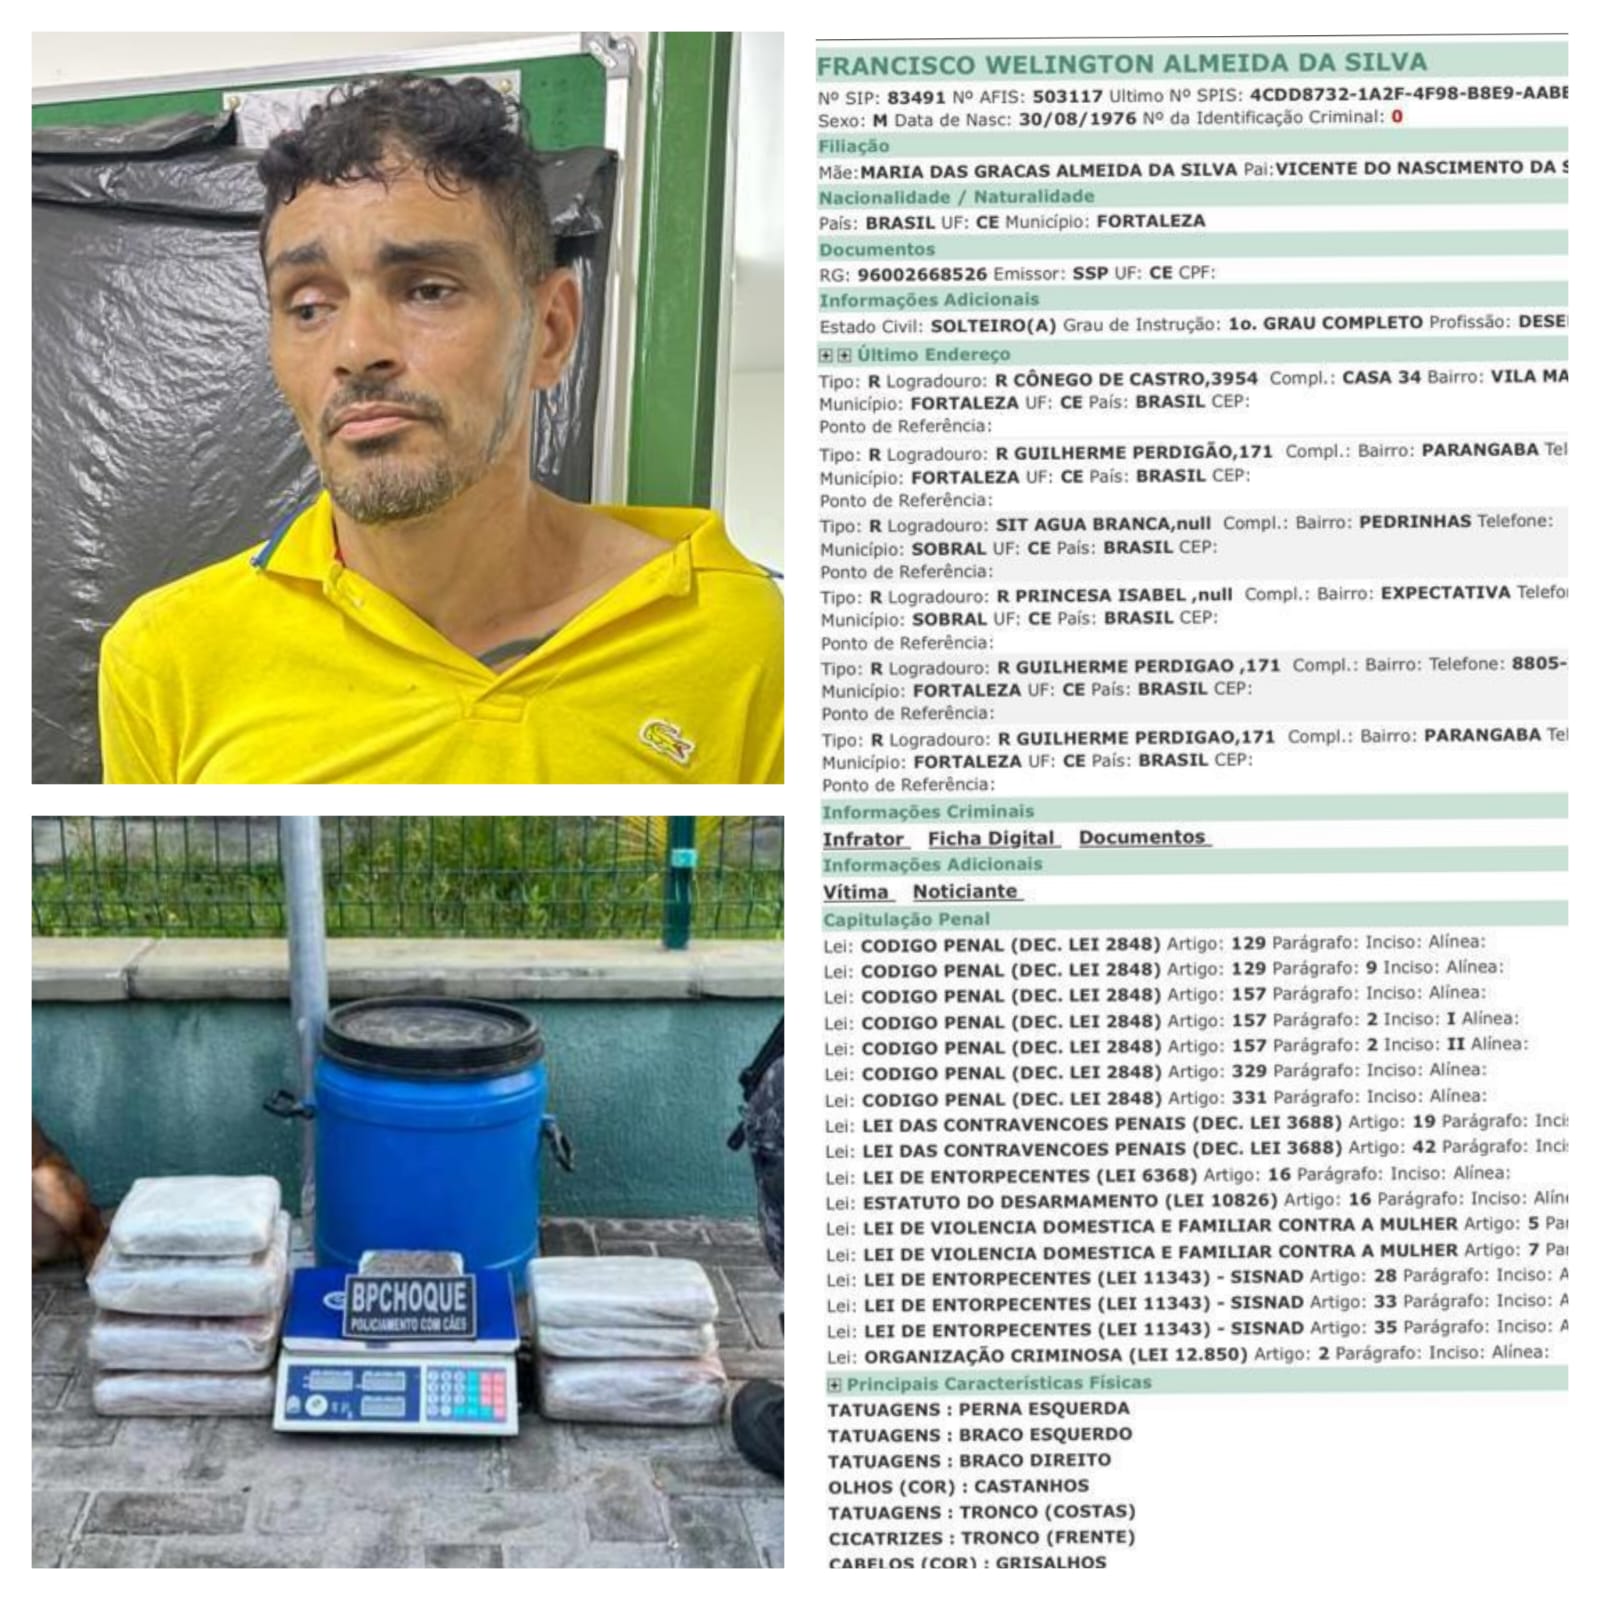 FRANCISCO WELINGTON ALMEIDA DA SILVA
Nº SIP: 83491 Nº AFIS: 503117 Ultimo Nº SPIS: 4CDD8732-1A2F-4F98-B8E9-AABE
Sexo: M Data de Nasc: 30/08/1976 Nº da Identificação Criminal: 0
Filiação
Mãe:MARIA DAS GRACAS ALMEIDA DA SILVA Pai:VICENTE DO NASCIMENTO DA S
Nacionalidade / Naturalidade
País: BRASIL UF: CE Município: FORTALEZA
Documentos
RG: 96002668526 Emissor: SSP UF: CE CPF:
Informações Adicionais
Estado Civil: SOLTEIRO(A) Grau de Instrução: 1o. GRAU COMPLETO Profissão: DESE
Último Endereço
Tipo: R Logradouro: R CÔNEGO DE CASTRO,3954 Compl.: CASA 34 Bairro: VILA MA
Município: FORTALEZA UF: CE País: BRASIL CEP:
Ponto de Referência:
Tipo: R Logradouro: R GUILHERME PERDIGÃO,171 Compl.: Bairro: PARANGABA Tel
Município: FORTALEZA UF: CE País: BRASIL CEP:
Ponto de Referência:
Tipo: R Logradouro: SIT AGUA BRANCA,null Compl.: Bairro: PEDRINHAS Telefone:
Município: SOBRAL UF: CE País: BRASIL CEP:
Ponto de Referência:
Tipo: R Logradouro: R PRINCESA ISABEL ,null Compl.: Bairro: EXPECTATIVA Telefo
Município: SOBRAL UF: CE País: BRASIL CEP:
Ponto de Referência:
Tipo: R Logradouro: R GUILHERME PERDIGAO ,171 Compl.: Bairro: Telefone: 8805-
Município: FORTALEZA UF: CE País: BRASIL CEP:
Ponto de Referência:
Tipo: R Logradouro: R GUILHERME PERDIGAO,171 Compl.: Bairro: PARANGABA Tel
Município: FORTALEZA UF: CE País: BRASIL CEP:
Ponto de Referência:
Informações Criminais
Infrator Ficha Digital Documentos
Informações Adicionais
Vítima Noticiante
Capitulação Penal
Lei: CODIGO PENAL (DEC. LEI 2848) Artigo: 129 Parágrafo: Inciso: Alínea:
Lei: CODIGO PENAL (DEC. LEI 2848) Artigo: 129 Parágrafo: 9 Inciso: Alínea:
Lei: CODIGO PENAL (DEC. LEI 2848) Artigo: 157 Parágrafo: Inciso: Alínea:
Lei: CODIGO PENAL (DEC. LEI 2848) Artigo: 157 Parágrafo: 2 Inciso: I Alínea:
Lei: CODIGO PENAL (DEC. LEI 2848) Artigo: 157 Parágrafo: 2 Inciso: II Alínea:
Lei: CODIGO PENAL (DEC. LEI 2848) Artigo: 329 Parágrafo: Inciso: Alínea:
Lei: CODIGO PENAL (DEC. LEI 2848) Artigo: 331 Parágrafo: Inciso: Alínea:
Lei: LEI DAS CONTRAVENCOES PENAIS (DEC. LEI 3688) Artigo: 19 Parágrafo: Inci
Lei: LEI DAS CONTRAVENCOES PENAIS (DEC. LEI 3688) Artigo: 42 Parágrafo: Inci
Lei: LEI DE ENTORPECENTES (LEI 6368) Artigo: 16 Parágrafo: Inciso: Alínea:
Lei: ESTATUTO DO DESARMAMENTO (LEI 10826) Artigo: 16 Parágrafo: Inciso: Alín
Lei: LEI DE VIOLENCIA DOMESTICA E FAMILIAR CONTRA A MULHER Artigo: 5 Pa
Lei: LEI DE VIOLENCIA DOMESTICA E FAMILIAR CONTRA A MULHER Artigo: 7 Pa
Lei: LEI DE ENTORPECENTES (LEI 11343) - SISNAD Artigo: 28 Parágrafo: Inciso: A
Lei: LEI DE ENTORPECENTES (LEI 11343) - SISNAD Artigo: 33 Parágrafo: Inciso: A
Lei: LEI DE ENTORPECENTES (LEI 11343) - SISNAD Artigo: 35 Parágrafo: Inciso: A
Lei: ORGANIZAÇÃO CRIMINOSA (LEI 12.850) Artigo: 2 Parágrafo: Inciso: Alínea:
Principais Características Físicas
TATUAGENS : PERNA ESQUERDA
TATUAGENS : BRACO ESQUERDO
TATUAGENS : BRACO DIREITO
OLHOS (COR) : CASTANHOS
TATUAGENS : TRONCO (COSTAS)
CICATRIZES : TRONCO (FRENTE)
CABELOS (COR) : GRISALHOS
BPCHOQUE
POLICIAMENTO COM CÃES